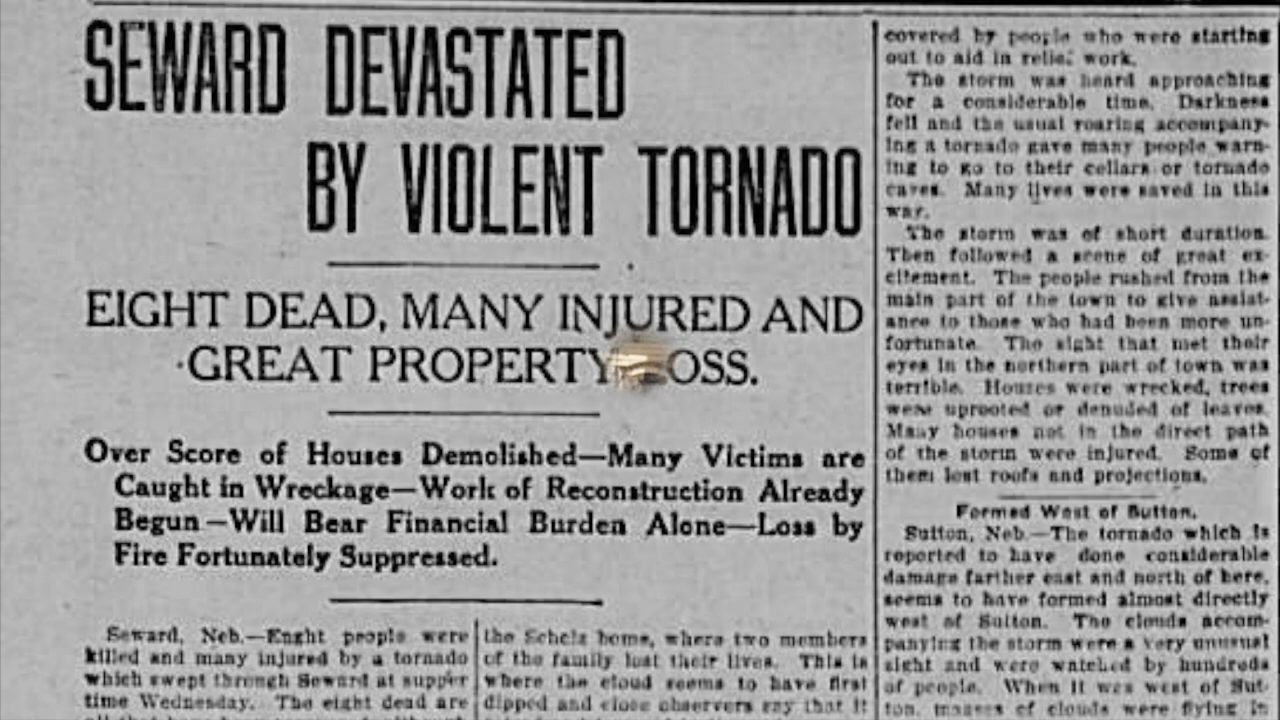 SEWARD DEVASTATED
BY VIOLENT TORNADO
EIGHT DEAD, MANY INJURED AND
GREAT PROPERTY OSS.
Over Score of Houses Demolished—Many Victims are
Caught in Wreckage—Work of Reconstruction Already
Begun—Will Bear Financial Burden Alone—Loss by
Fire Fortunately Suppressed.
Seward, Neb.—Enght people were
killed and many injured by a tornado
which swept through Seward at supper
time Wednesday. The eight dead are
the Schelz home, where two members
of the family lost their lives. This is
where the cloud seems to have first
dipped and close observers say that it
covered by people who were starting
out to aid in relief work.
The storm was heard approaching
for a considerable time. Darkness
fell and the usual roaring accompany-
ing a tornado gave many people warn-
ing to go to their cellars or tornado
caves. Many lives were saved in this
way.
The storm was of short duration.
Then followed a scene of great ex-
citement. The people rushed from the
main part of the town to give assist-
ance to those who had been more un-
fortunate. The sight that met their
eyes in the northern part of town was
terrible. Houses were wrecked, trees
were uprooted or denuded of leaves.
Many houses not in the direct path
of the storm were injured. Some of
them lost roofs and projections.
Formed West of Sutton.
Sutton, Neb.—The tornado which is
reported to have done considerable
damage farther east and north of here,
seems to have formed almost directly
west of Sutton. The clouds accom-
panying the storm were a very unusual
sight and were watched by hundreds
of people. When it was west of Sut-
ton, masses of clouds were flying in